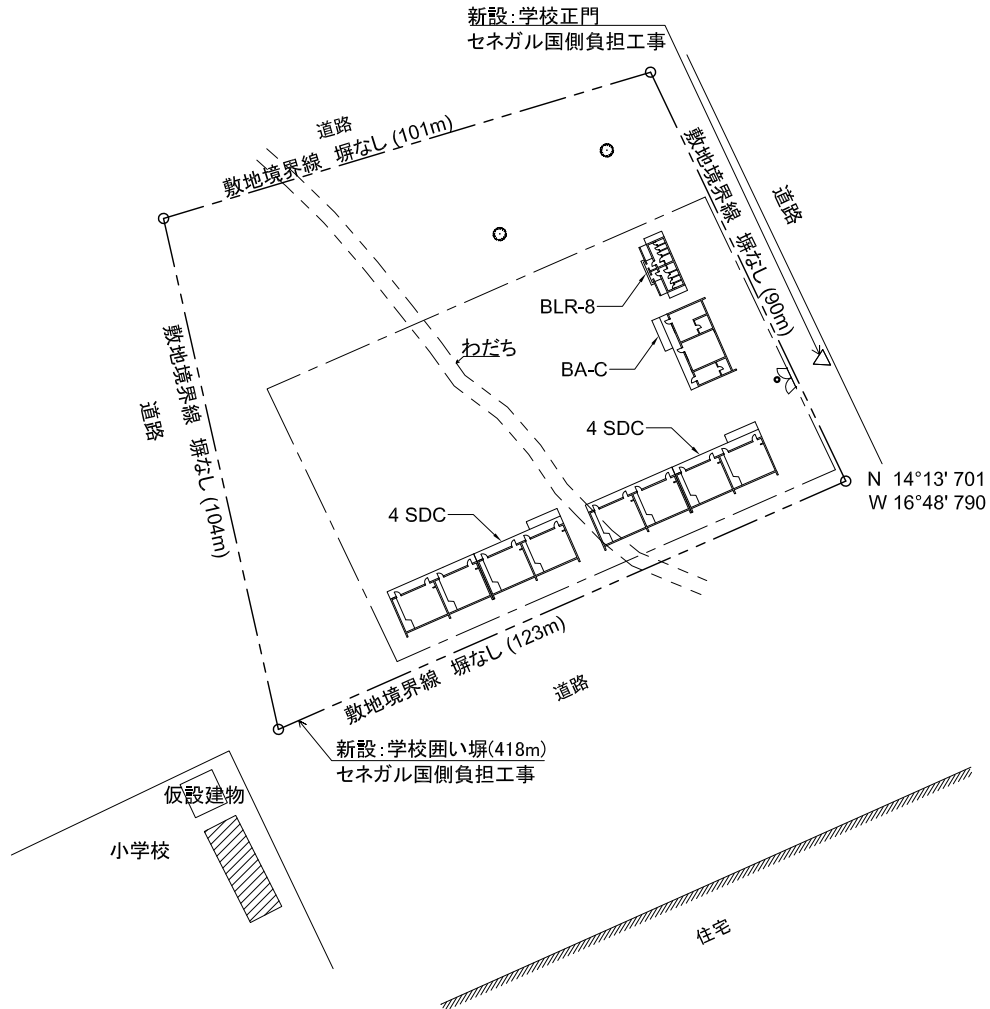 新設:学校正門
セネガル国側負担工事
道路
敷地境界線 塀なし(101m)
敷地境界線 塀なし(90m)
道路
BLR-8
わだち
BA-C
敷地境界線 塀なし(104m)
道路
4 SDC
N 14°13' 701
W 16°48' 790
4 SDC
敷地境界線 塀なし(123m)
道路
新設:学校囲い塀(418m)
セネガル国側負担工事
仮設建物
小学校
住宅